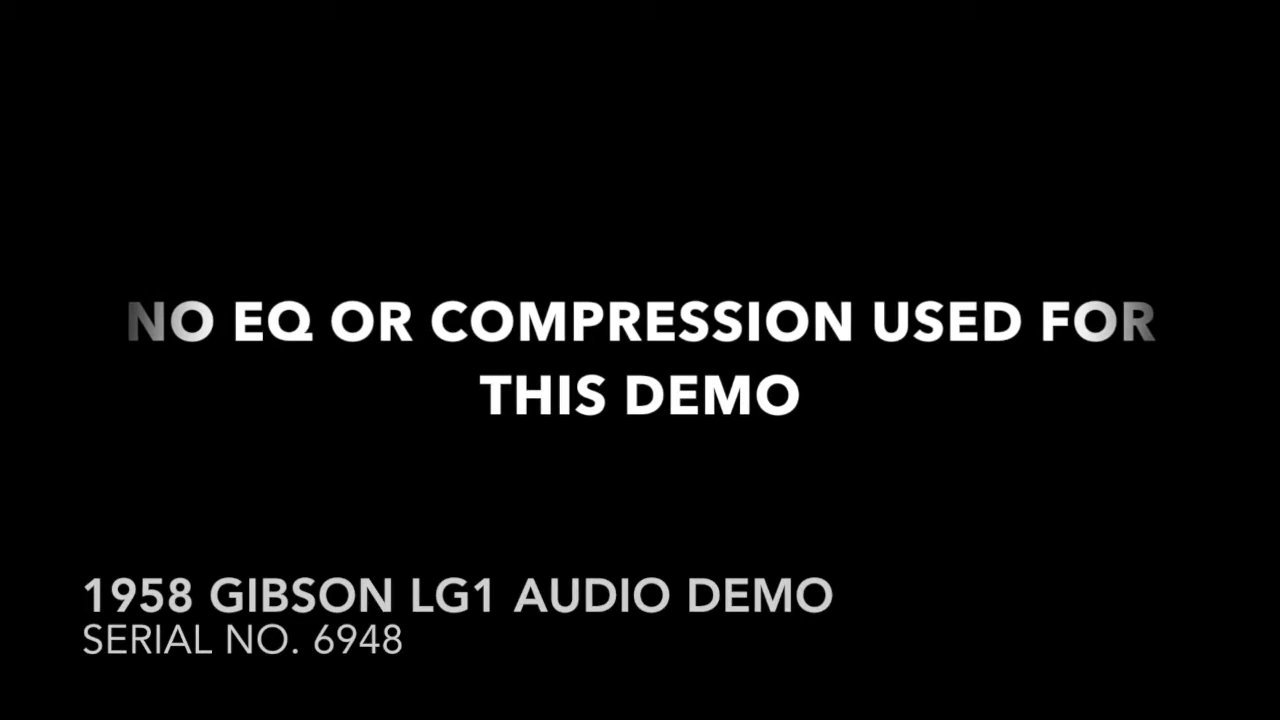 NO EQ OR COMPRESSION USED FOR
THIS DEMO
1958 GIBSON LG1 AUDIO DEMO
SERIAL NO. 6948